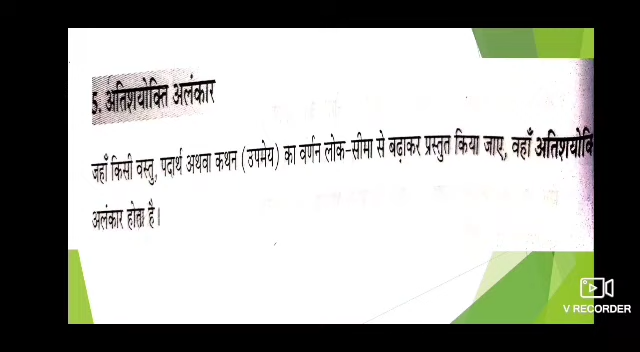 5. अतिशयोक्ति अलंकार
जहाँ किसी वस्तु, पदार्थ अथवा कथन (उपमेय) का वर्णन लोक-सीमा से बढ़ाकर प्रस्तुत किया जाए, वहाँ अतिशयोक्ति
अलंकार होता है।
V RECORDER